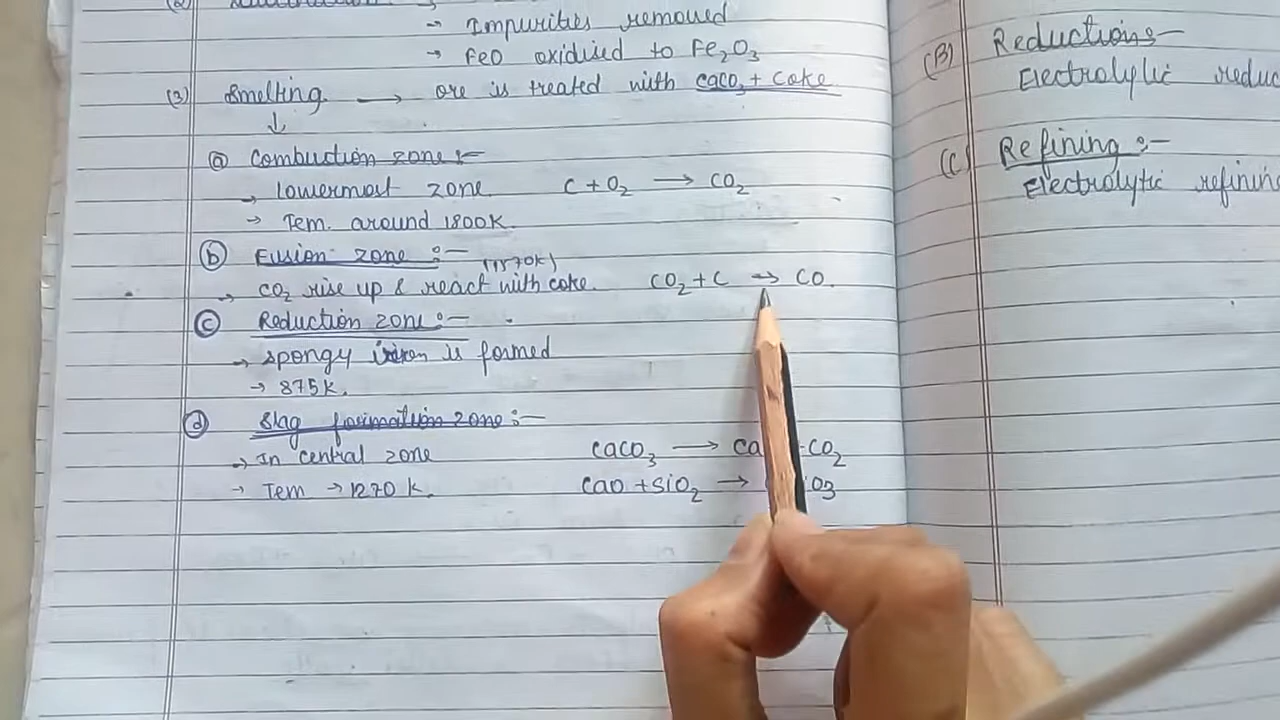 → Impurities removed
→ FeO oxidised to Fe₂O₃
(3) Smelting → ore is treated with CaCO₃ + Coke
↓
(a) Combustion zone :-
→ lowermost zone. C + O₂ → CO₂
→ Tem. around 1800K.
(b) Fusion zone :- (1570K)
→ CO₂ rise up & react with coke. CO₂ + C → CO.
(c) Reduction zone :-
→ spongy iron is formed
→ 875K.
(d) Slag formation zone :-
→ In central zone CaCO₃ → Ca CO₂
→ Tem → 1270 K. CaO + SiO₂ → iO₃
(B) Reductions-
Electrolytic reduc
(C) Refining :-
Electrolytic refinin